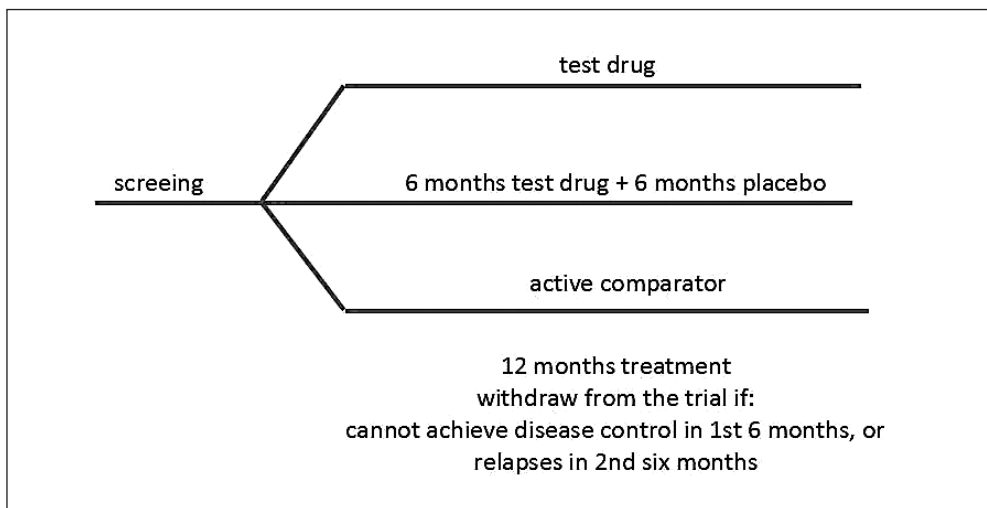 test drug
screeing
6 months test drug + 6 months placebo
active comparator
12 months treatment
withdraw from the trial if:
cannot achieve disease control in 1st 6 months, or
relapses in 2nd six months